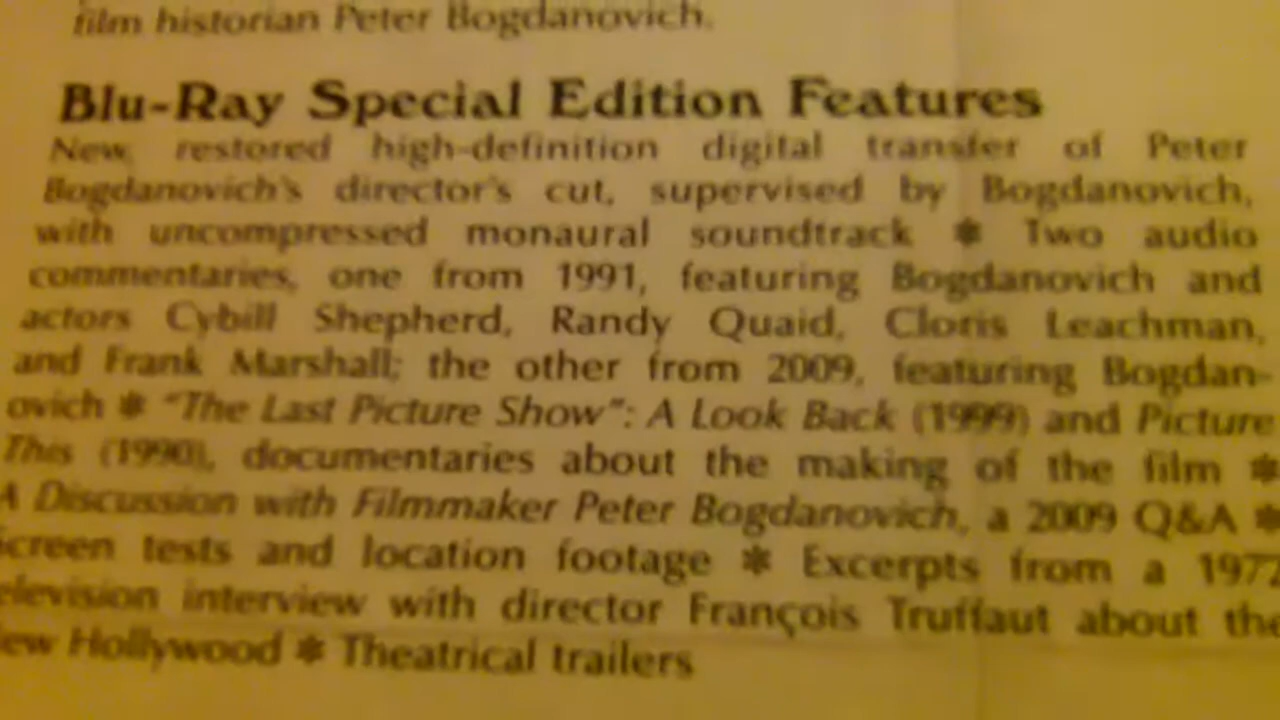 film historian Peter Bogdanovich.
Blu-Ray Special Edition Features
New restored high-definition digital transfer of Peter
Bogdanovich's director's cut, supervised by Bogdanovich,
with uncompressed monaural soundtrack * Two audio
commentaries, one from 1991, featuring Bogdanovich and
actors Cybill Shepherd, Randy Quaid, Cloris Leachman,
and Frank Marshall; the other from 2009, featuring Bogdan-
ovich * "The Last Picture Show": A Look Back (1999) and Picture
This (1990), documentaries about the making of the film *
A Discussion with Filmmaker Peter Bogdanovich, a 2009 Q&A *
screen tests and location footage * Excerpts from a 1972
elevision interview with director François Truffaut about the
ew Hollywood * Theatrical trailers